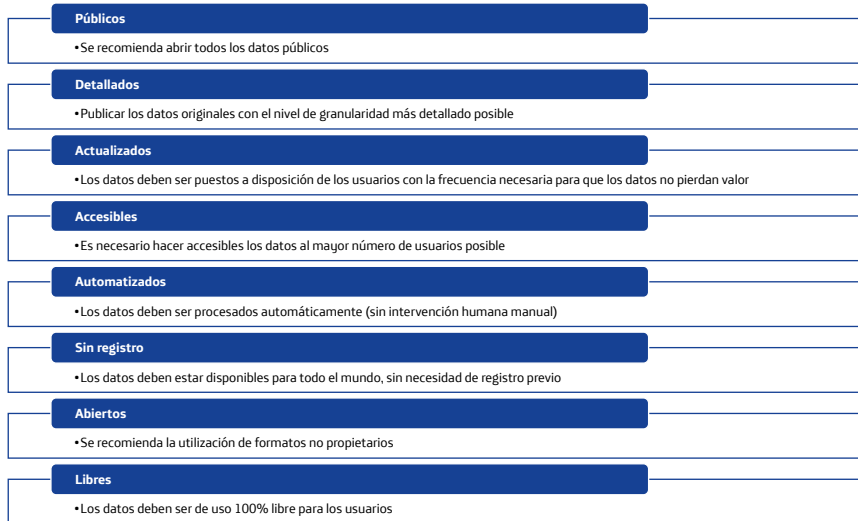 Públicos
•Se recomienda abrir todos los datos públicos
Detallados
•Publicar los datos originales con el nivel de granularidad más detallado posible
Actualizados
•Los datos deben ser puestos a disposición de los usuarios con la frecuencia necesaria para que los datos no pierdan valor
Accesibles
•Es necesario hacer accesibles los datos al mayor número de usuarios posible
Automatizados
•Los datos deben ser procesados automáticamente (sin intervención humana manual)
Sin registro
•Los datos deben estar disponibles para todo el mundo, sin necesidad de registro previo
Abiertos
•Se recomienda la utilización de formatos no propietarios
Libres
•Los datos deben ser de uso 100% libre para los usuarios